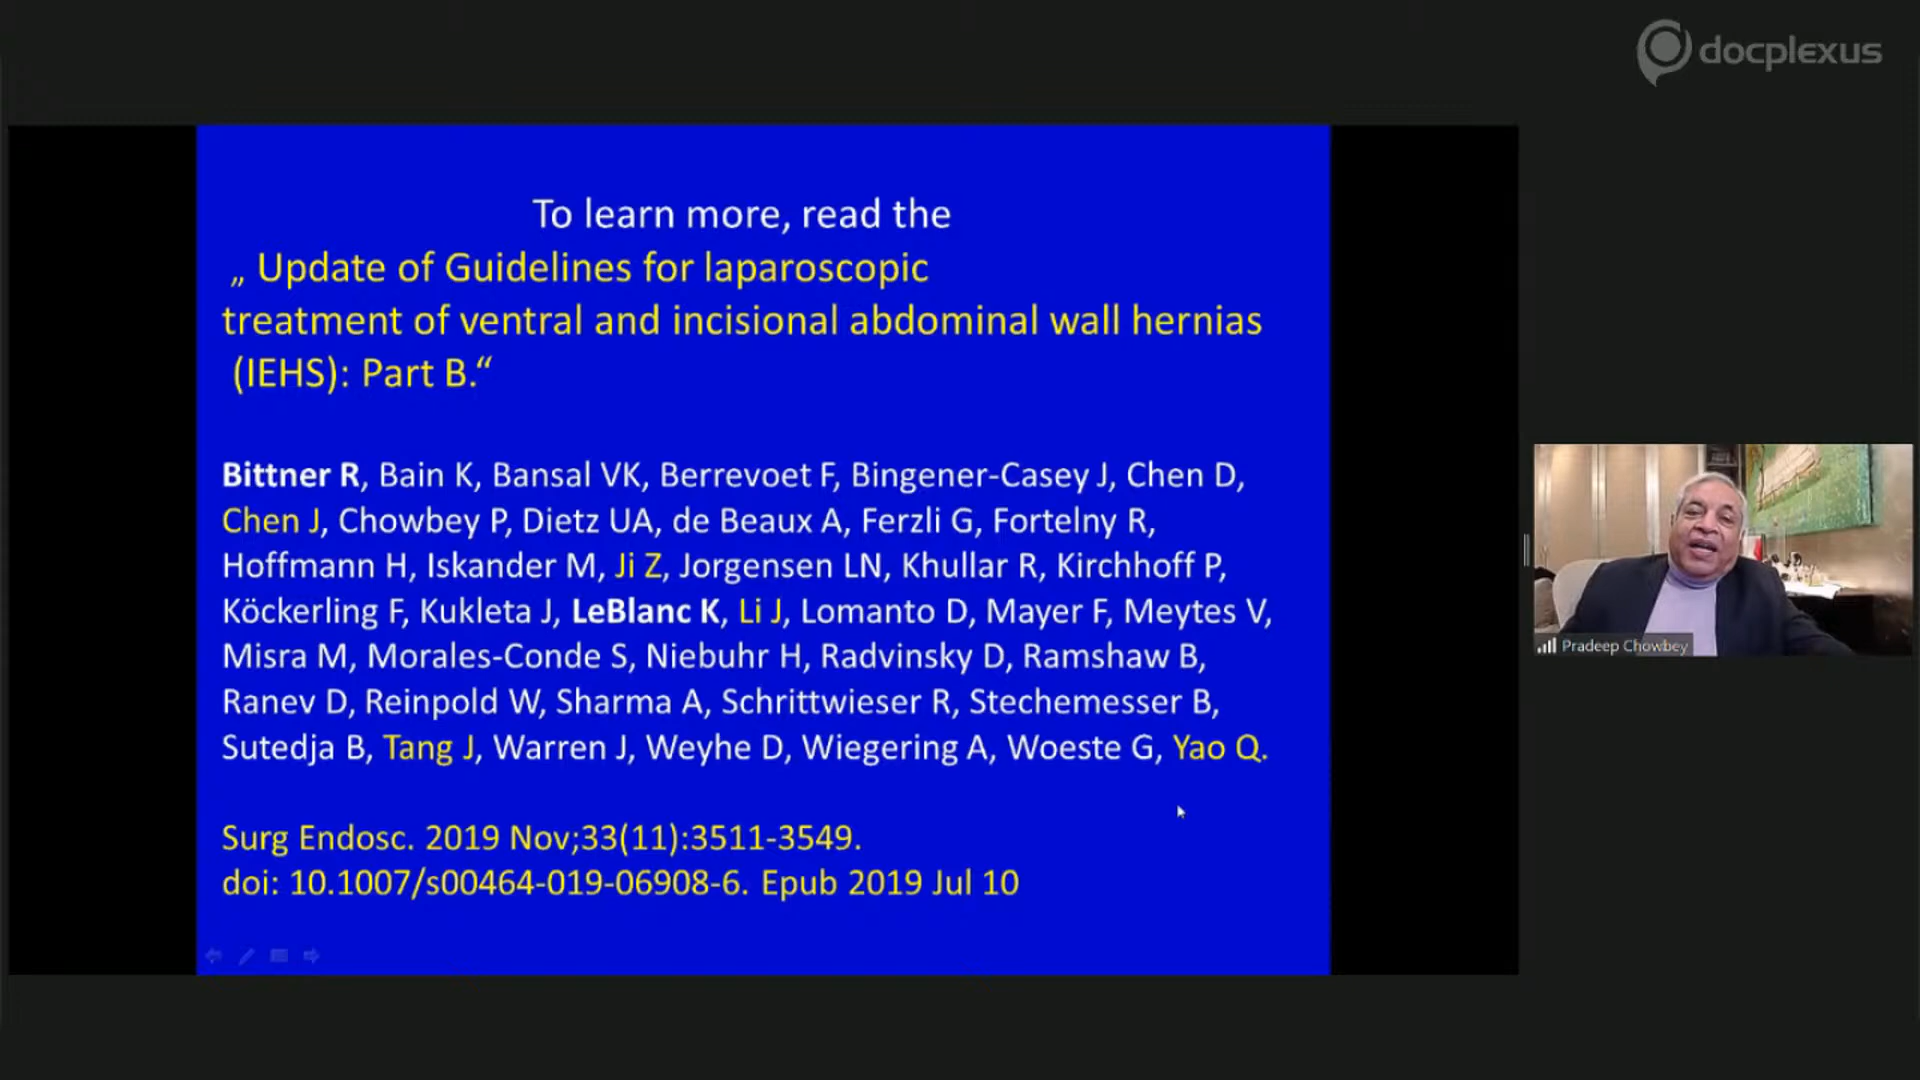 docplexus
To learn more, read the
„ Update of Guidelines for laparoscopic
treatment of ventral and incisional abdominal wall hernias
(IEHS): Part B.“
Bittner R, Bain K, Bansal VK, Berrevoet F, Bingener-Casey J, Chen D,
Chen J, Chowbey P, Dietz UA, de Beaux A, Ferzli G, Fortelny R,
Hoffmann H, Iskander M, Ji Z, Jorgensen LN, Khullar R, Kirchhoff P,
Köckerling F, Kukleta J, LeBlanc K, Li J, Lomanto D, Mayer F, Meytes V,
Misra M, Morales-Conde S, Niebuhr H, Radvinsky D, Ramshaw B,
Ranev D, Reinpold W, Sharma A, Schrittwieser R, Stechemesser B,
Sutedja B, Tang J, Warren J, Weyhe D, Wiegering A, Woeste G, Yao Q.
Surg Endosc. 2019 Nov;33(11):3511-3549.
doi: 10.1007/s00464-019-06908-6. Epub 2019 Jul 10
Pradeep Chowbey